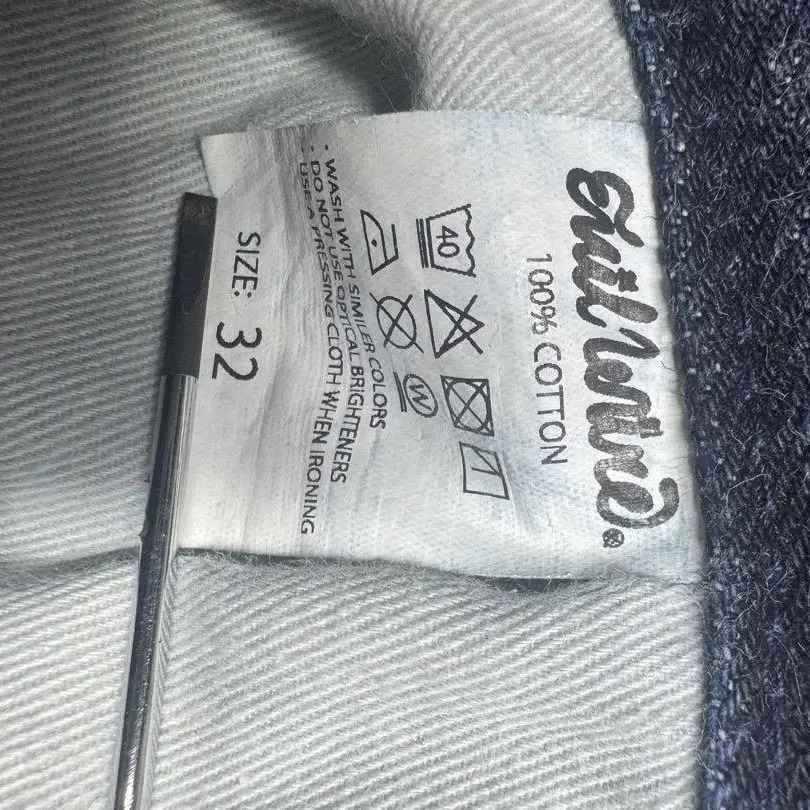 100% COTTON
40
W
· WASH WITH SIMILER COLORS
· DO NOT USE OPTICAL BRIGHTENERS
· USE A PRESSING CLOTH WHEN IRONING
SIZE: 32